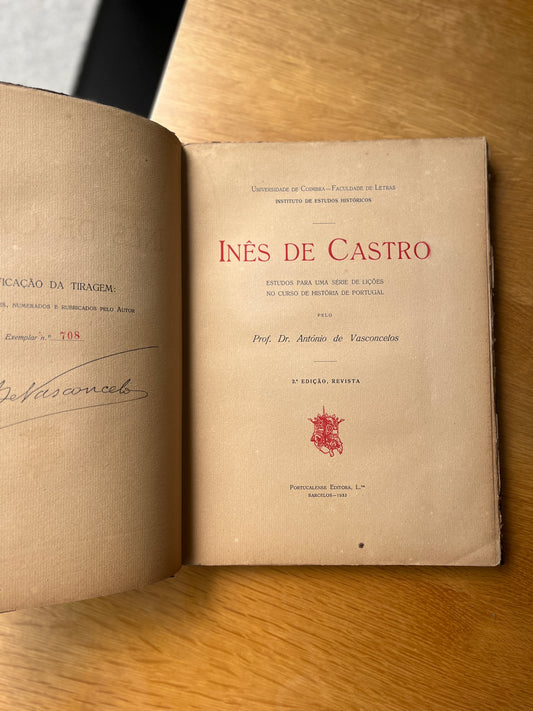 FICAÇÃO DA TIRAGEM:
NUMERADOS E RUBRICADOS PELO AUTOR
Exemplar n.º 708
Vasconcelos
UNIVERSIDADE DE COIMBRA—FACULDADE DE LETRAS
INSTITUTO DE ESTUDOS HISTÓRICOS
INÊS DE CASTRO
ESTUDOS PARA UMA SÉRIE DE LIÇÕES
NO CURSO DE HISTÓRIA DE PORTUGAL
PELO
Prof. Dr. António de Vasconcelos
2.ª EDIÇÃO, REVISTA
PORTUCALENSE EDITORA, L.da
BARCELOS—1933